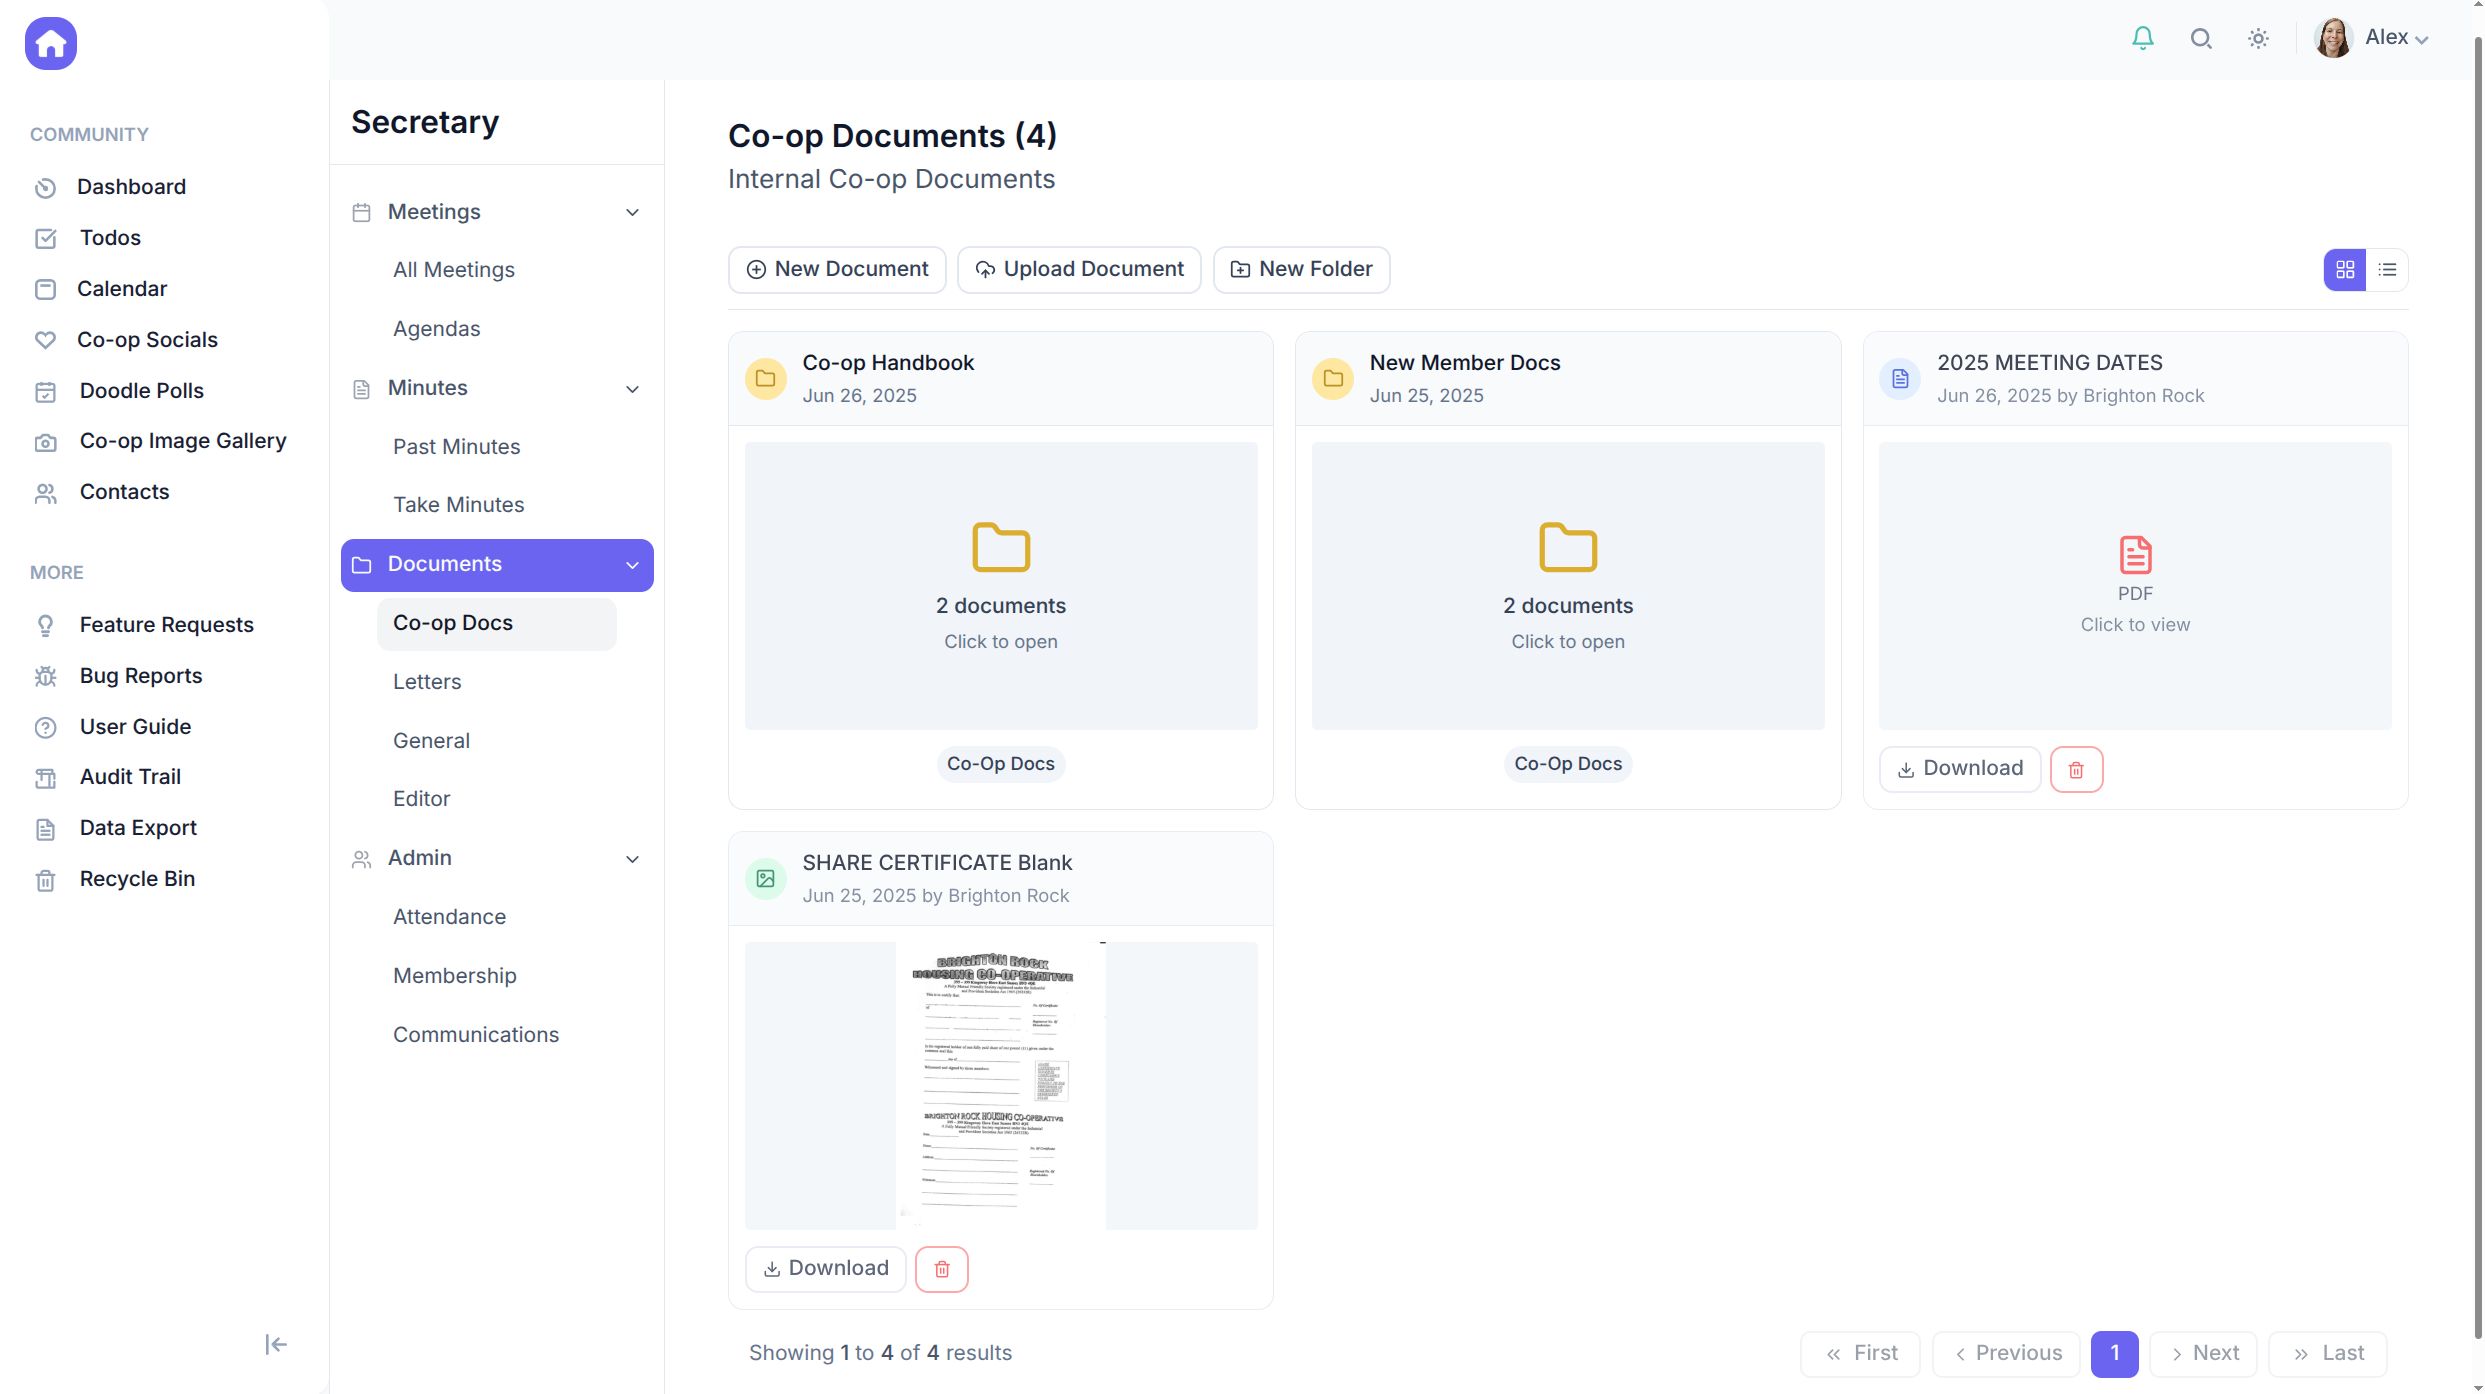 Alex
COMMUNITY
Dashboard
Todos
Calendar
Co-op Socials
Doodle Polls
Co-op Image Gallery
Contacts
MORE
Feature Requests
Bug Reports
User Guide
Audit Trail
Data Export
Recycle Bin
Secretary
Meetings
All Meetings
Agendas
Minutes
Past Minutes
Take Minutes
Documents
Co-op Docs
Letters
General
Editor
Admin
Attendance
Membership
Communications
Co-op Documents (4)
Internal Co-op Documents
New Document
Upload Document
New Folder
Co-op Handbook
Jun 26, 2025
2 documents
Click to open
Co-Op Docs
New Member Docs
Jun 25, 2025
2 documents
Click to open
Co-Op Docs
2025 MEETING DATES
Jun 26, 2025 by Brighton Rock
PDF
Click to view
Download
SHARE CERTIFICATE Blank
Jun 25, 2025 by Brighton Rock
BRIGHTON ROCK
HOUSING CO-OPERATIVE
This is to certify that
BRIGHTON ROCK HOUSING CO-OPERATIVE
Download
Showing 1 to 4 of 4 results
First
Previous
1
Next
Last